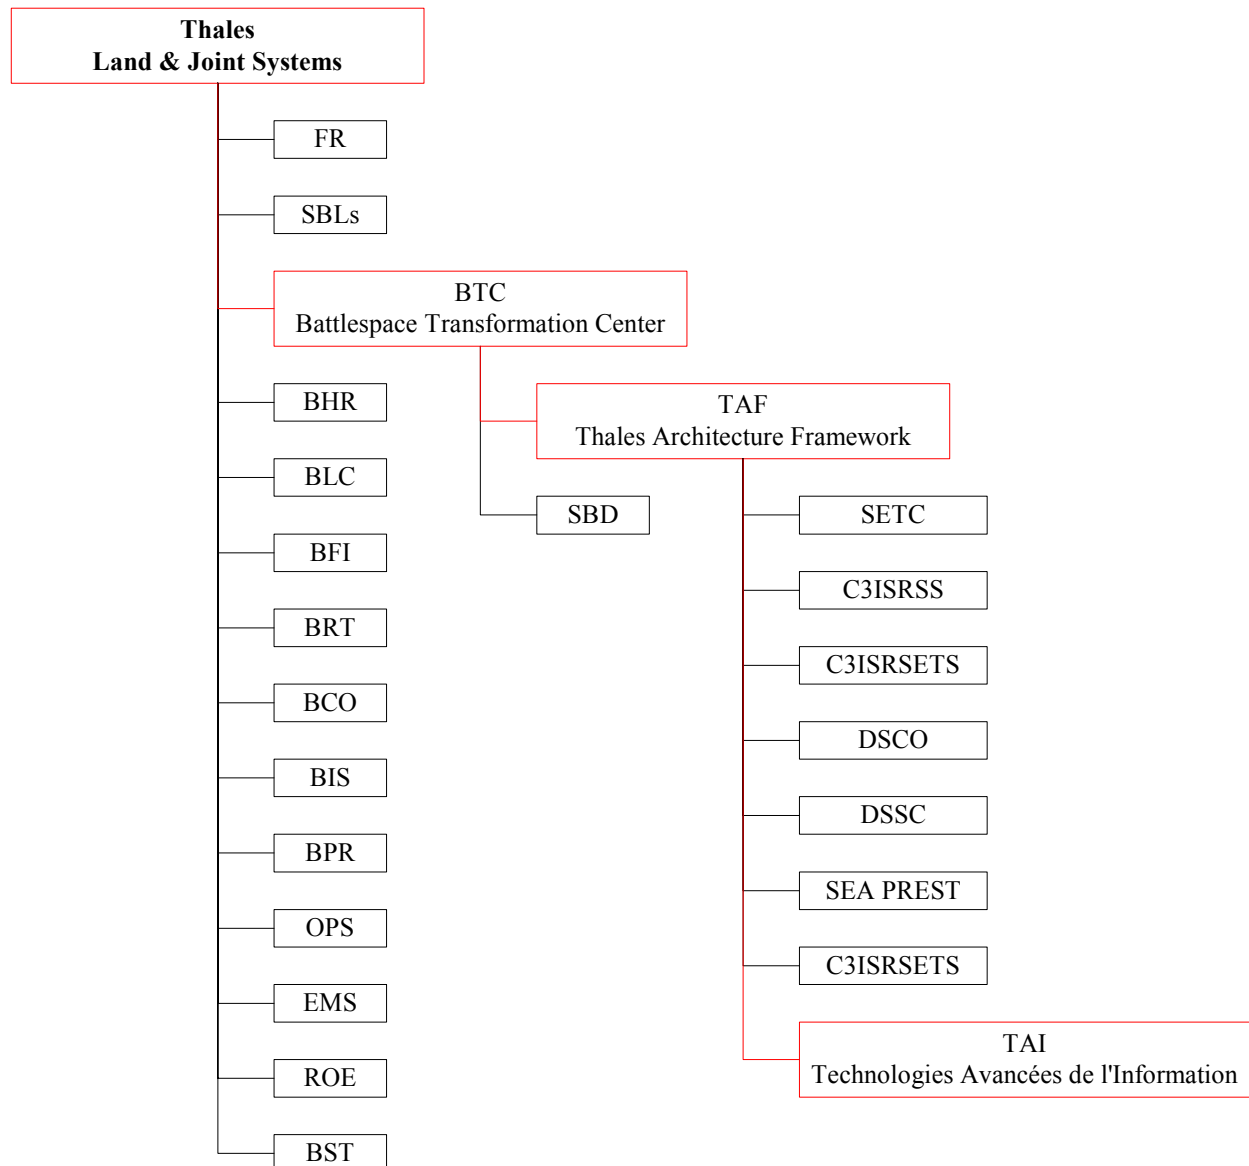 Thales
Land & Joint Systems
FR
SBLs
BTC
Battlespace Transformation Center
BHR
TAF
Thales Architecture Framework
BLC
SBD
SETC
BFI
C3ISRSS
BRT
C3ISRSETS
BCO
DSCO
BIS
DSSC
BPR
SEA PREST
OPS
C3ISRSETS
EMS
TAI
Technologies Avancées de l'Information
ROE
BST